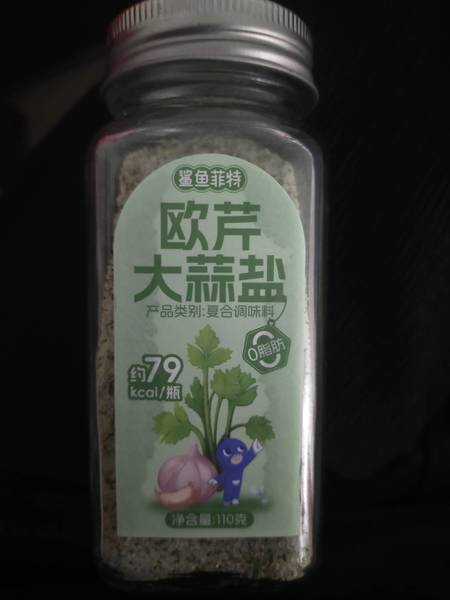 鲨鱼菲特
欧芹
大蒜盐
产品类别:复合调味料
0脂肪
0
约79
kcal/瓶
净含量:110克